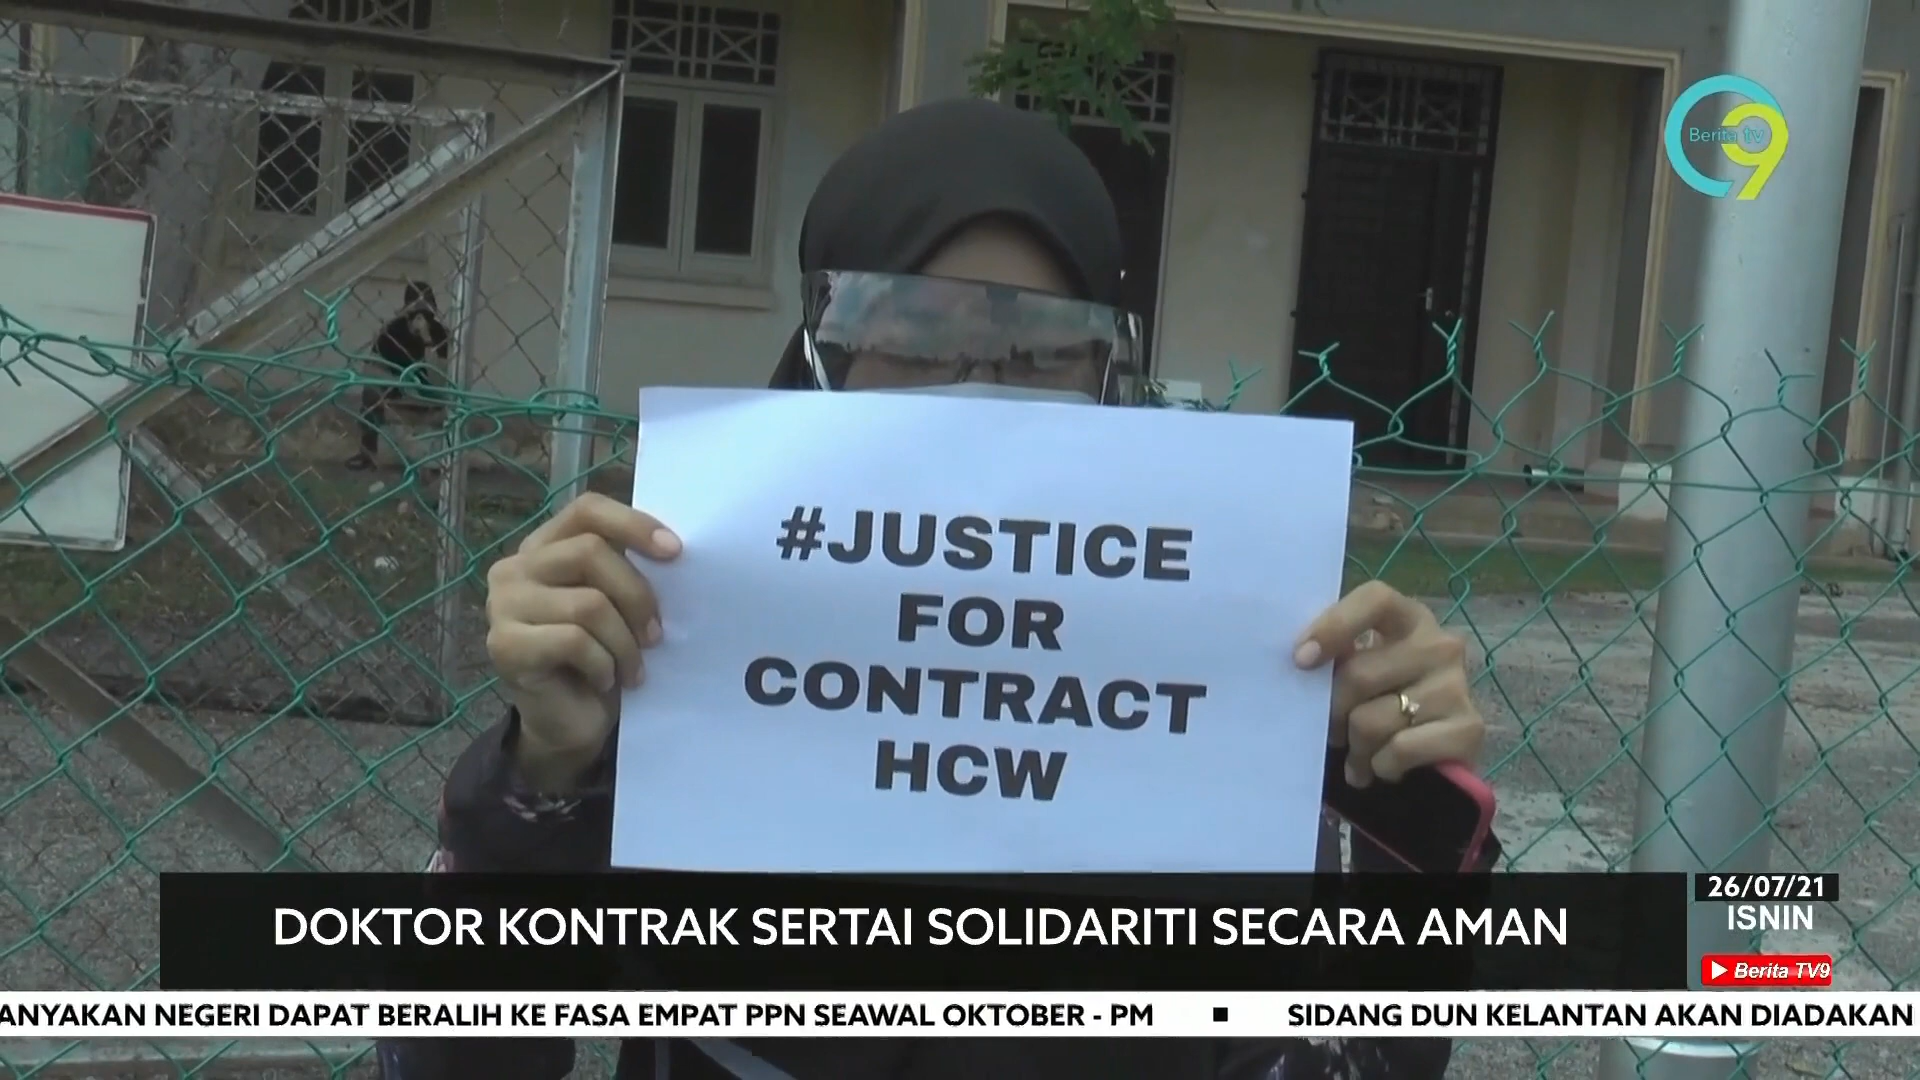 Berita tv
9
#JUSTICE
FOR
CONTRACT
HCW
DOKTOR KONTRAK SERTAI SOLIDARITI SECARA AMAN
26/07/21
ISNIN
Berita TV9
ANYAKAN NEGERI DAPAT BERALIH KE FASA EMPAT PPN SEAWAL OKTOBER - PM ■ SIDANG DUN KELANTAN AKAN DIADAKAN